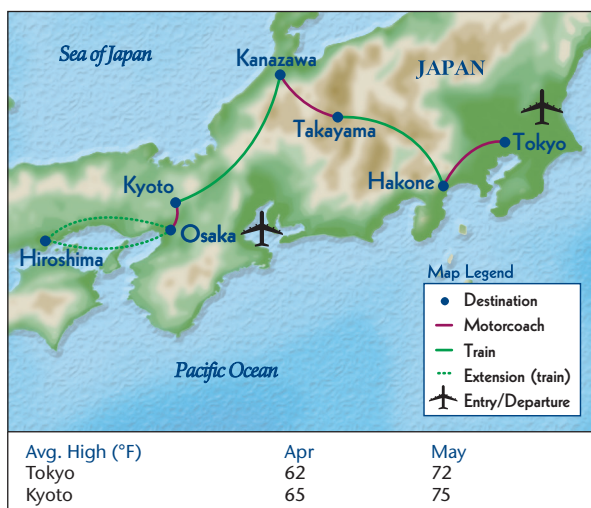 Sea of Japan
Kanazawa
JAPAN
Takayama
Tokyo
Kyoto
Hakone
Osaka
Hiroshima
Pacific Ocean
Map Legend
Destination
Motorcoach
Train
Extension (train)
Entry/Departure
Avg. High (°F) Apr May
Tokyo 62 72
Kyoto 65 75